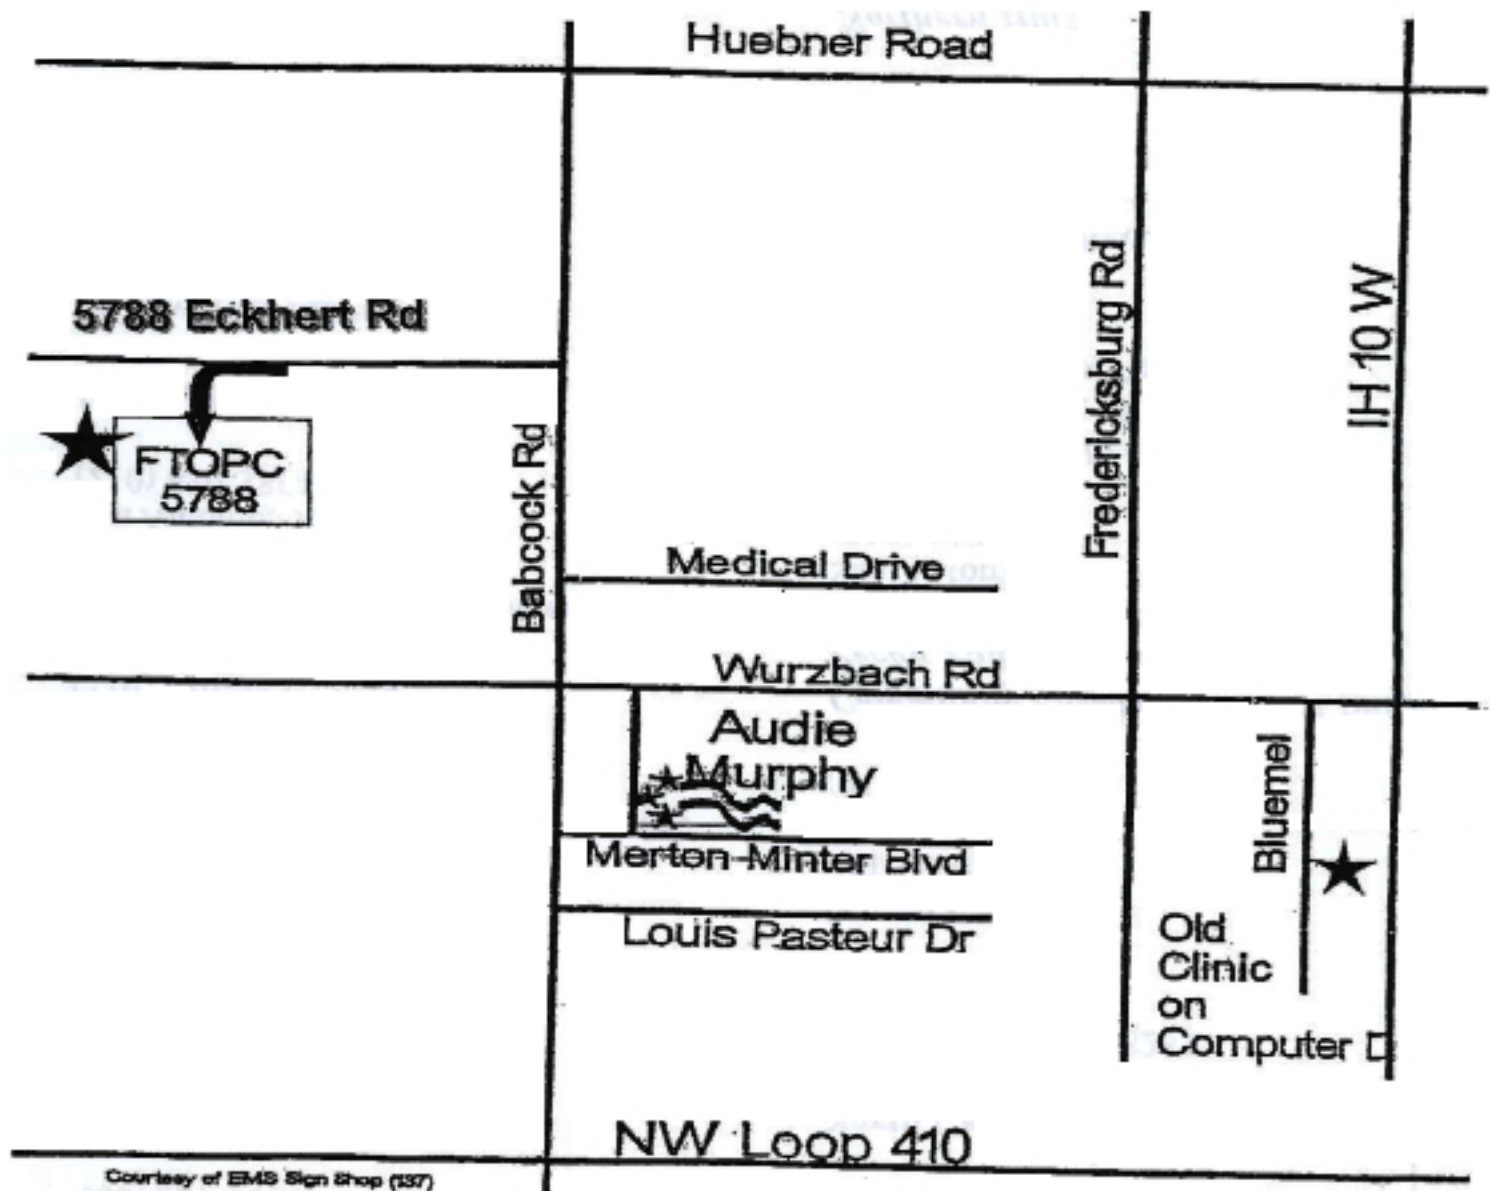 Huebner Road
5788 Eckhert Rd
Fredericksburg Rd
IH 10 W
FTOPC
5788
Babcock Rd
Medical Drive
Wurzbach Rd
Audie
Murphy
Bluemel
Merton-Minter Blvd
Louis Pasteur Dr
Old
Clinic
on
Computer D
NW Loop 410
Courtesy of EMS Sign Shop (137)